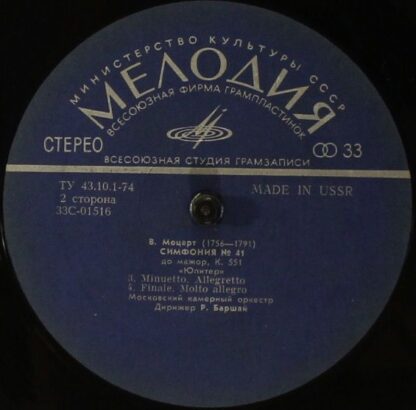 МИНИСТЕРСТВО КУЛЬТУРЫ СССР
МЕЛОДИЯ
ВСЕСОЮЗНАЯ ФИРМА ГРАМПЛАСТИНОК
СТЕРЕО
33
ВСЕСОЮЗНАЯ СТУДИЯ ГРАМЗАПИСИ
ТУ 43.10.1-74
MADE IN USSR
2 сторона
33С-01516
В. Моцарт (1756—1791)
СИМФОНИЯ № 41
до мажор, К. 551
«Юпитер»
3. Minuetto. Allegretto
4. Finale. Molto allegro
Московский камерный оркестр
Дирижер Р. Баршай